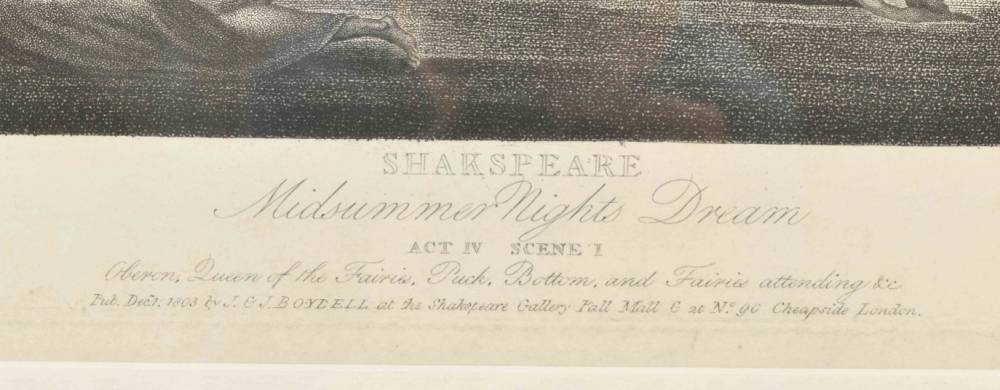 SHAKSPEARE
Midsummer Nights Dream
ACT IV SCENE I
Oberon, Queen of the Fairies, Puck, Bottom, and Fairies attending &c
Pub. Decr. 1. 1803 by J. & J. BOYDELL at the Shakspeare Gallery Pall Mall & at No. 90 Cheapside London.